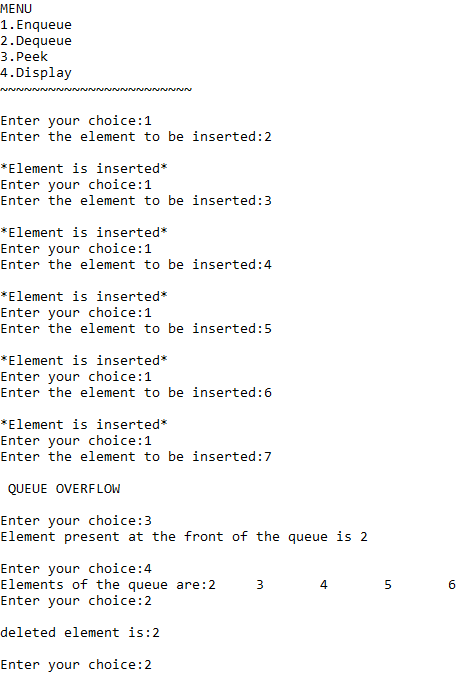 MENU
1.Enqueue
2.Dequeue
3.Peek
4.Display
~~~~~~~~~~~~~~~~~~~~~~~~
Enter your choice:1
Enter the element to be inserted:2
*Element is inserted*
Enter your choice:1
Enter the element to be inserted:3
*Element is inserted*
Enter your choice:1
Enter the element to be inserted:4
*Element is inserted*
Enter your choice:1
Enter the element to be inserted:5
*Element is inserted*
Enter your choice:1
Enter the element to be inserted:6
*Element is inserted*
Enter your choice:1
Enter the element to be inserted:7
QUEUE OVERFLOW
Enter your choice:3
Element present at the front of the queue is 2
Enter your choice:4
Elements of the queue are:2     3       4       5       6
Enter your choice:2
deleted element is:2
Enter your choice:2